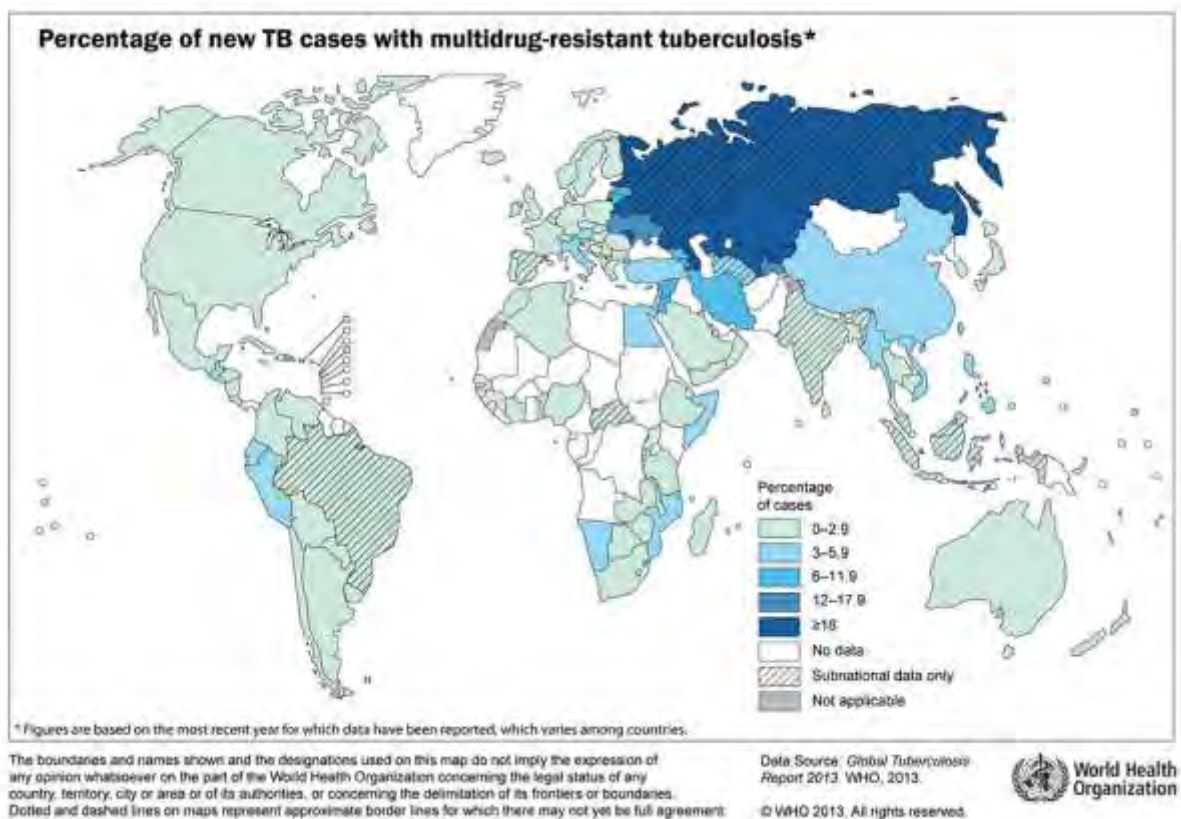 Percentage of new TB cases with multidrug-resistant tuberculosis*
Percentage
of cases
0–2.9
3–5.9
6–11.9
12–17.9
≥18
No data
Subnational data only
Not applicable
* Figures are based on the most recent year for which data have been reported, which varies among countries.
The boundaries and names shown and the designations used on this map do not imply the expression of
any opinion whatsoever on the part of the World Health Organization concerning the legal status of any
country, territory, city or area or of its authorities, or concerning the delimitation of its frontiers or boundaries.
Dotted and dashed lines on maps represent approximate border lines for which there may not yet be full agreement
Data Source: Global Tuberculosis
Report 2013. WHO, 2013.
© WHO 2013. All rights reserved.
World Health
Organization